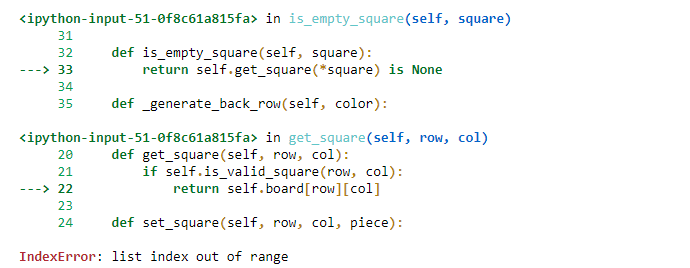 <ipython-input-51-0f8c61a815fa> in is_empty_square(self, square)
     31
     32     def is_empty_square(self, square):
---> 33         return self.get_square(*square) is None
     34
     35     def _generate_back_row(self, color):

<ipython-input-51-0f8c61a815fa> in get_square(self, row, col)
     20     def get_square(self, row, col):
     21         if self.is_valid_square(row, col):
---> 22             return self.board[row][col]
     23
     24     def set_square(self, row, col, piece):

IndexError: list index out of range